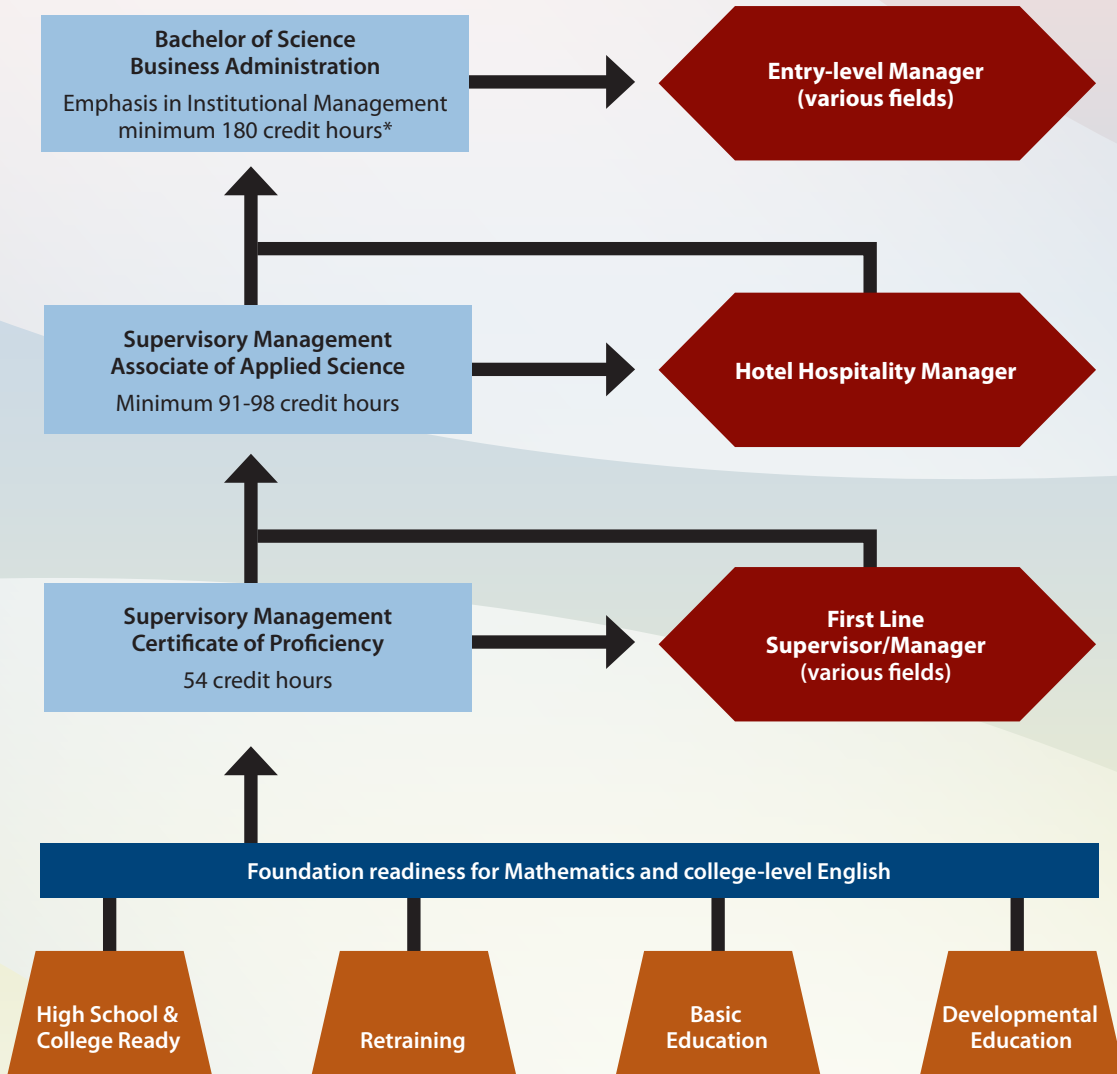 Bachelor of Science
Business Administration
Emphasis in Institutional Management
minimum 180 credit hours*
Entry-level Manager
(various fields)
Supervisory Management
Associate of Applied Science
Minimum 91-98 credit hours
Hotel Hospitality Manager
Supervisory Management
Certificate of Proficiency
54 credit hours
First Line
Supervisor/Manager
(various fields)
Foundation readiness for Mathematics and college-level English
High School &
College Ready
Retraining
Basic
Education
Developmental
Education